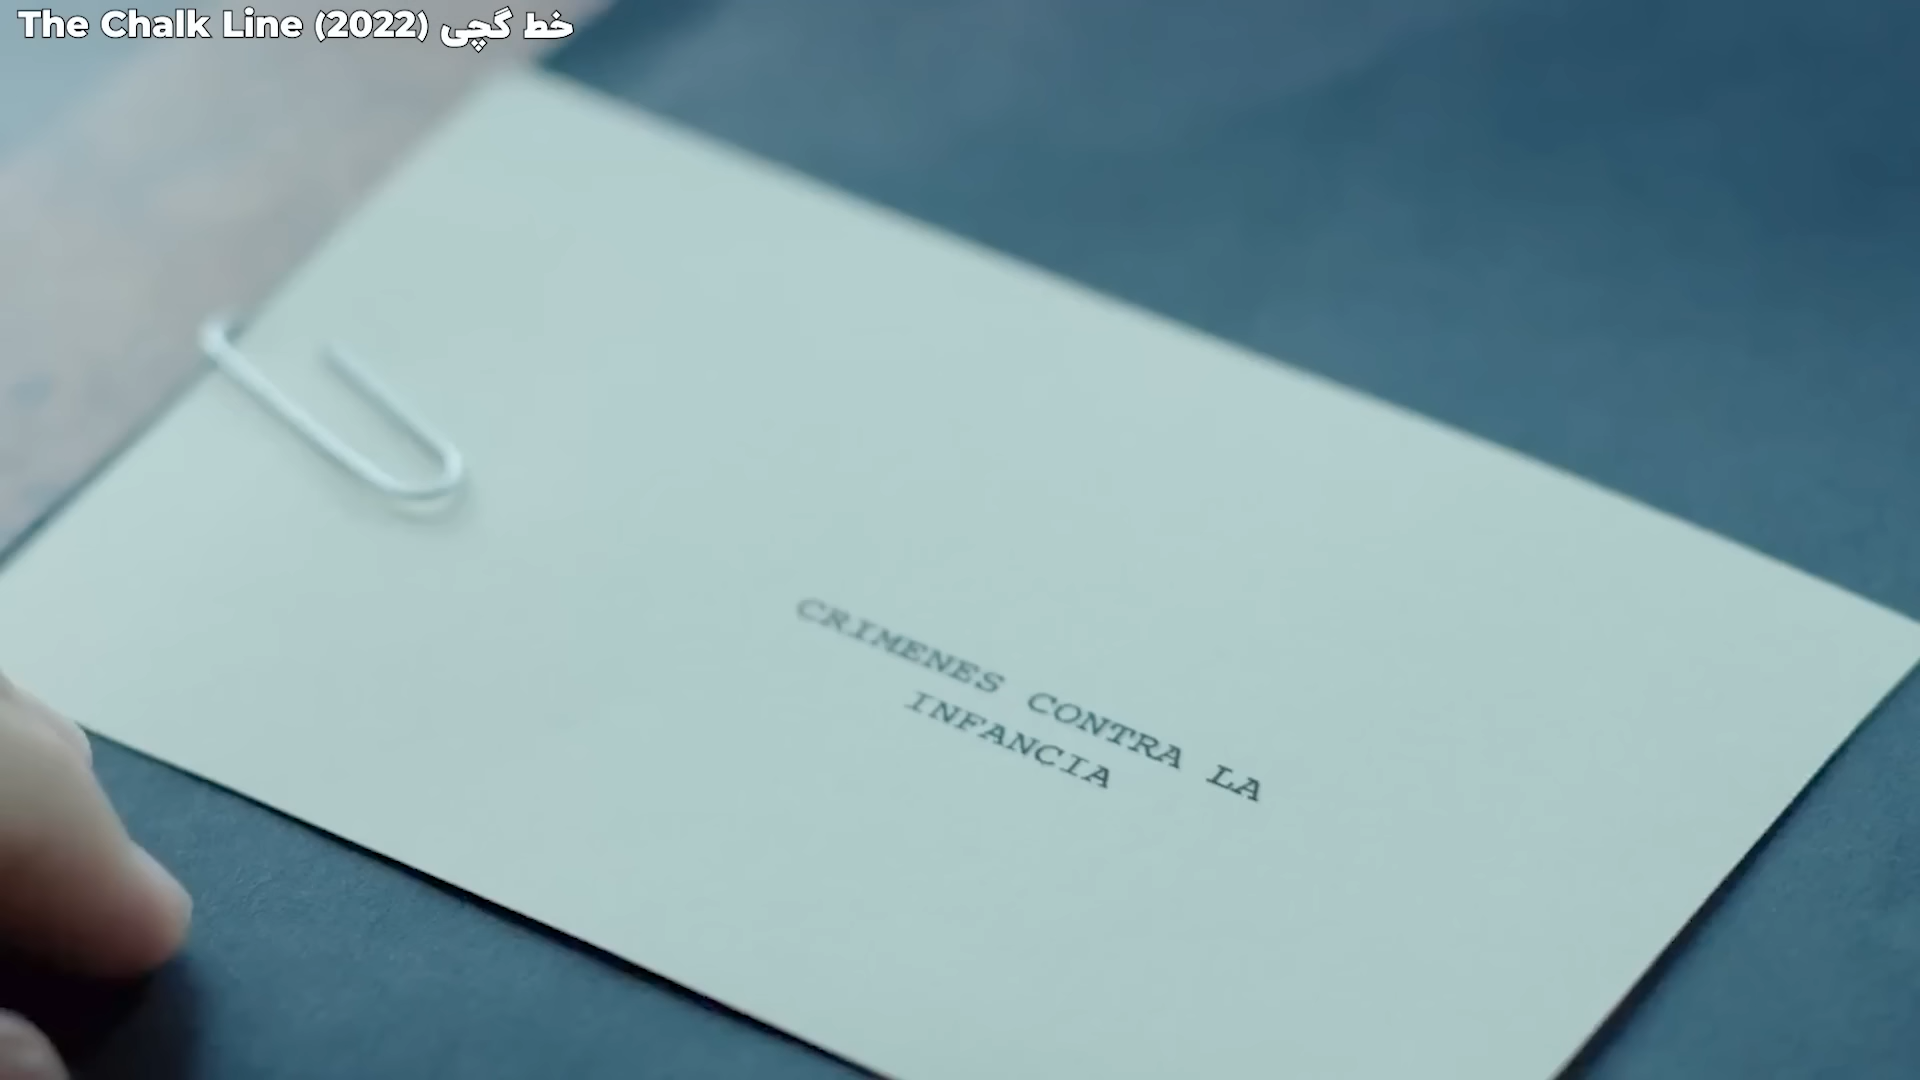 The Chalk Line (2022) خط گچی
CRIMENES CONTRA LA
INFANCIA